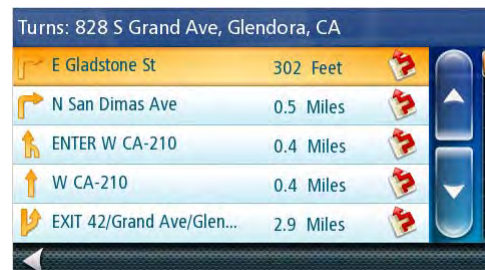 Turns: 828 S Grand Ave, Glendora, CA
E Gladstone St 302 Feet
N San Dimas Ave 0.5 Miles
ENTER W CA-210 0.4 Miles
W CA-210 0.4 Miles
EXIT 42/Grand Ave/Glen... 2.9 Miles